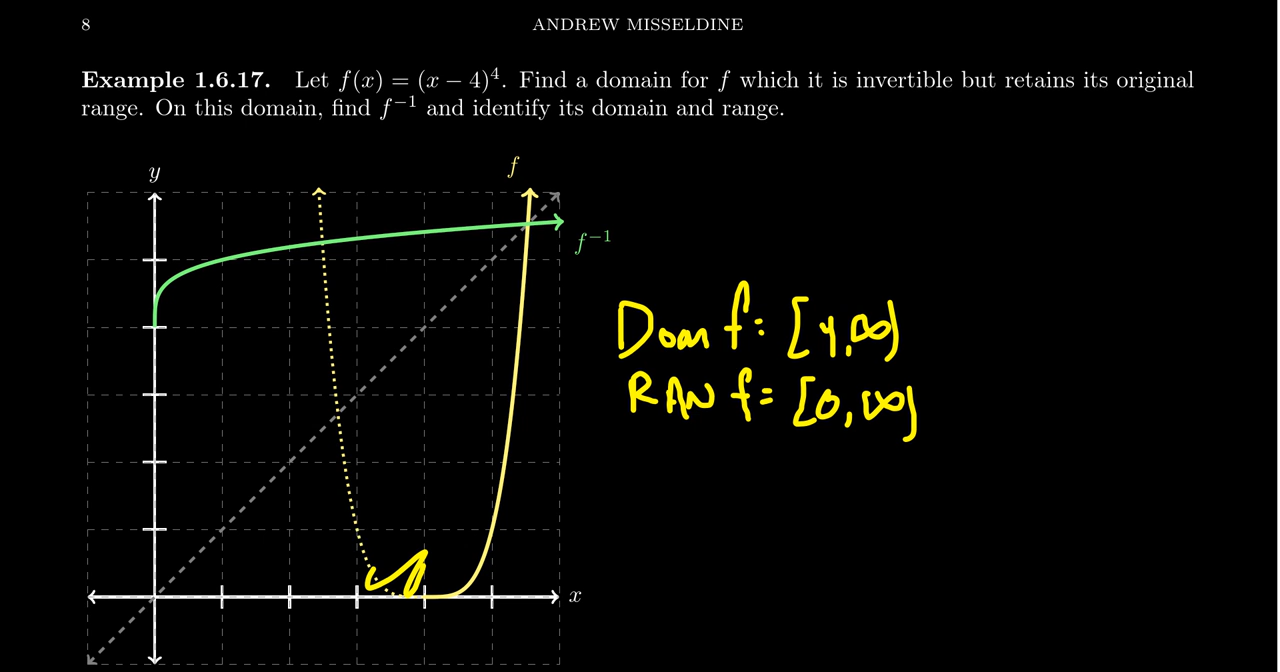 8 ANDREW MISSELDINE
Example 1.6.17. Let f(x) = (x − 4)⁴. Find a domain for f which it is invertible but retains its original
range. On this domain, find f⁻¹ and identify its domain and range.
f
y
f⁻¹
Dom f: [4,∞)
RAN f= [0,∞)
x